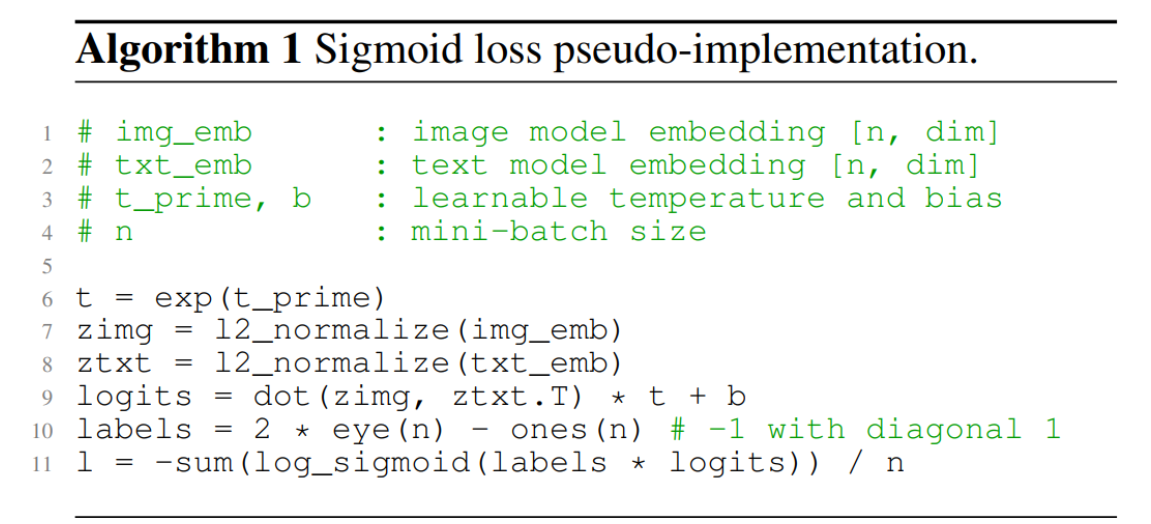 Algorithm 1 Sigmoid loss pseudo-implementation.
1 # img_emb : image model embedding [n, dim]
2 # txt_emb : text model embedding [n, dim]
3 # t_prime, b : learnable temperature and bias
4 # n : mini-batch size
5
6 t = exp(t_prime)
7 zimg = l2_normalize(img_emb)
8 ztxt = l2_normalize(txt_emb)
9 logits = dot(zimg, ztxt.T) * t + b
10 labels = 2 * eye(n) - ones(n) # -1 with diagonal 1
11 l = -sum(log_sigmoid(labels * logits)) / n